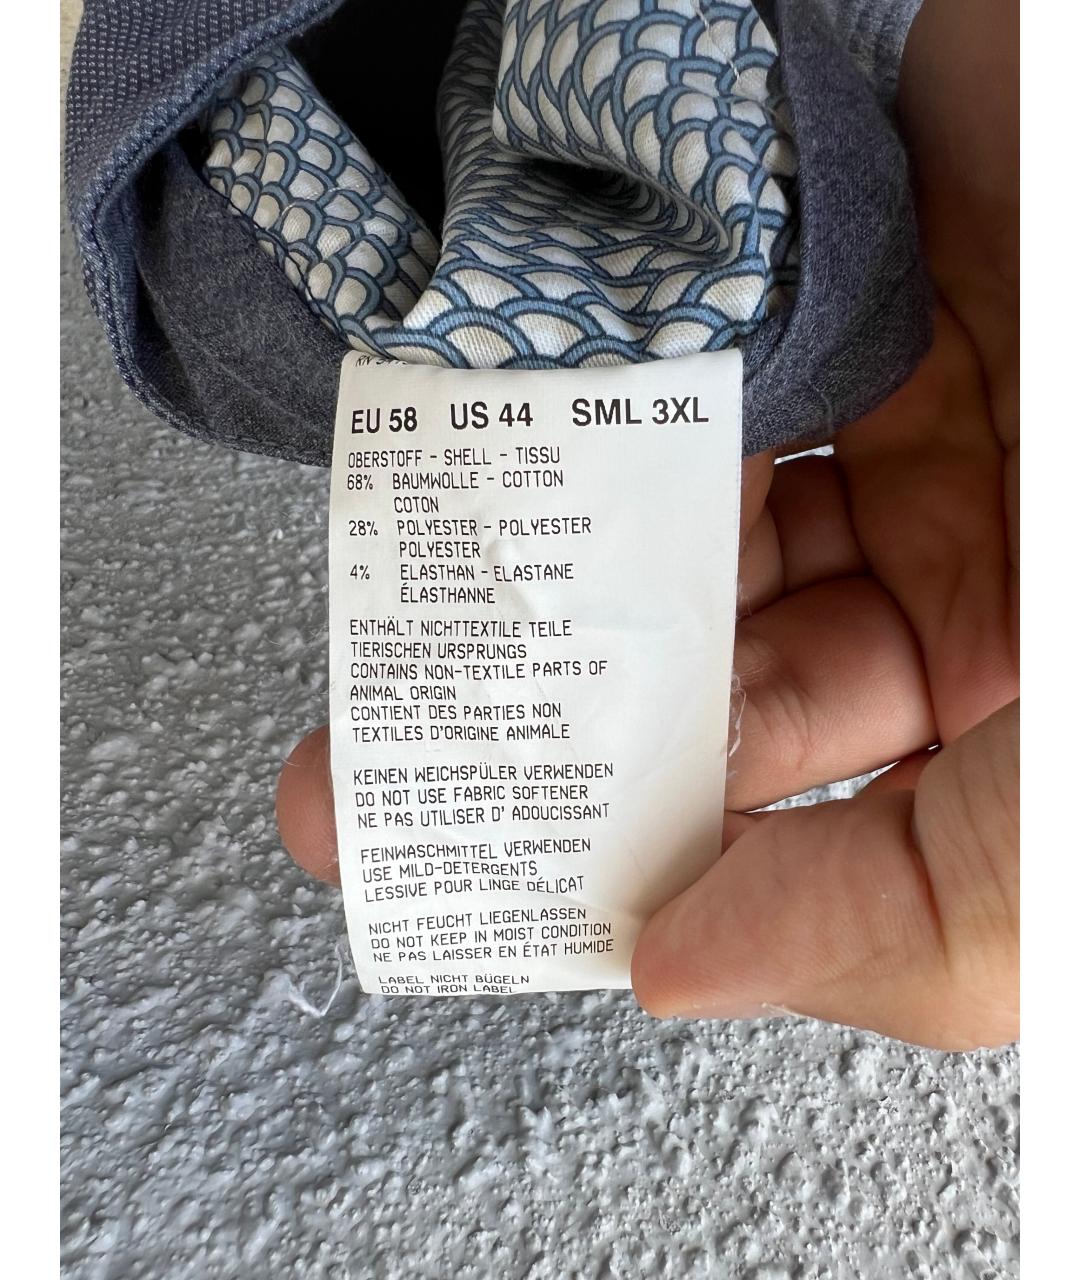 EU 58 US 44 SML 3XL
OBERSTOFF - SHELL - TISSU
68% BAUMWOLLE - COTTON
COTON
28% POLYESTER - POLYESTER
POLYESTER
4% ELASTHAN - ELASTANE
ÉLASTHANNE
ENTHÄLT NICHTTEXTILE TEILE
TIERISCHEN URSPRUNGS
CONTAINS NON-TEXTILE PARTS OF
ANIMAL ORIGIN
CONTIENT DES PARTIES NON
TEXTILES D'ORIGINE ANIMALE
KEINEN WEICHSPÜLER VERWENDEN
DO NOT USE FABRIC SOFTENER
NE PAS UTILISER D' ADOUCISSANT
FEINWASCHMITTEL VERWENDEN
USE MILD-DETERGENTS
LESSIVE POUR LINGE DÉLICAT
NICHT FEUCHT LIEGENLASSEN
DO NOT KEEP IN MOIST CONDITION
NE PAS LAISSER EN ÉTAT HUMIDE
LABEL NICHT BÜGELN
DO NOT IRON LABEL